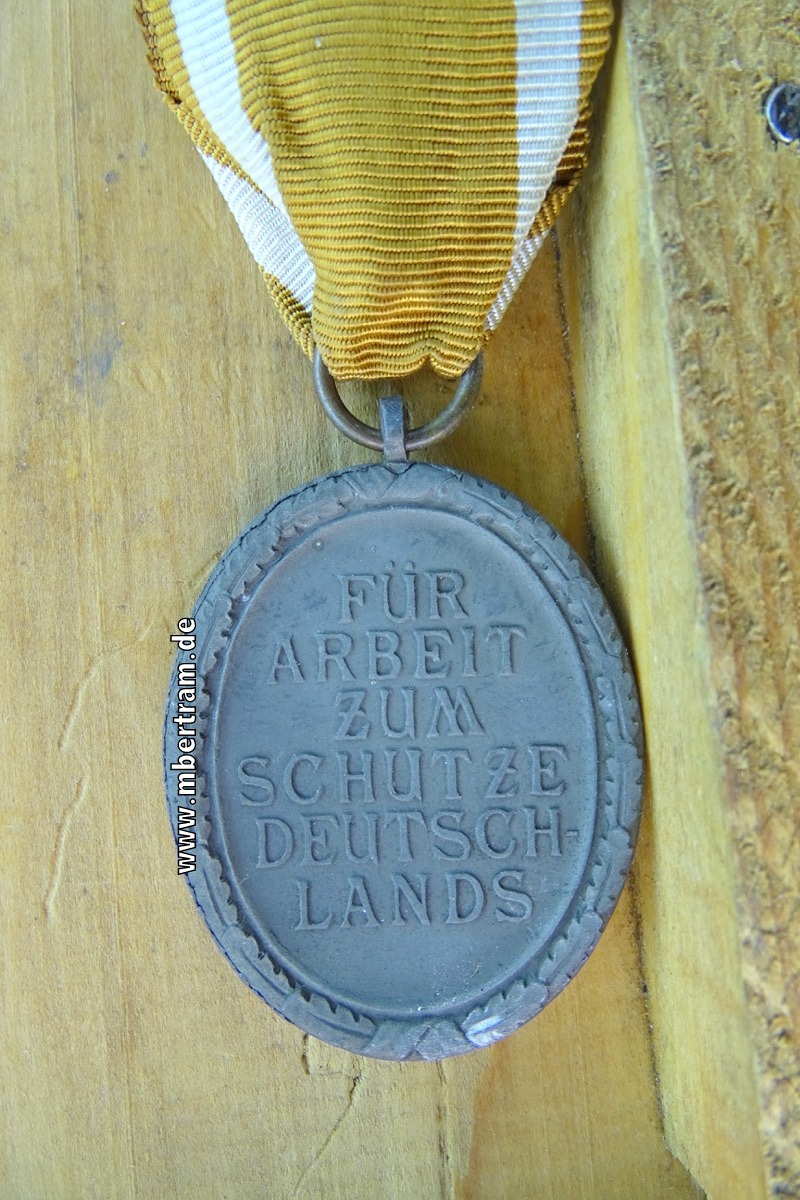 FÜR
ARBEIT
ZUM
SCHUTZE
DEUTSCH-
LANDS
www.mbertram.de